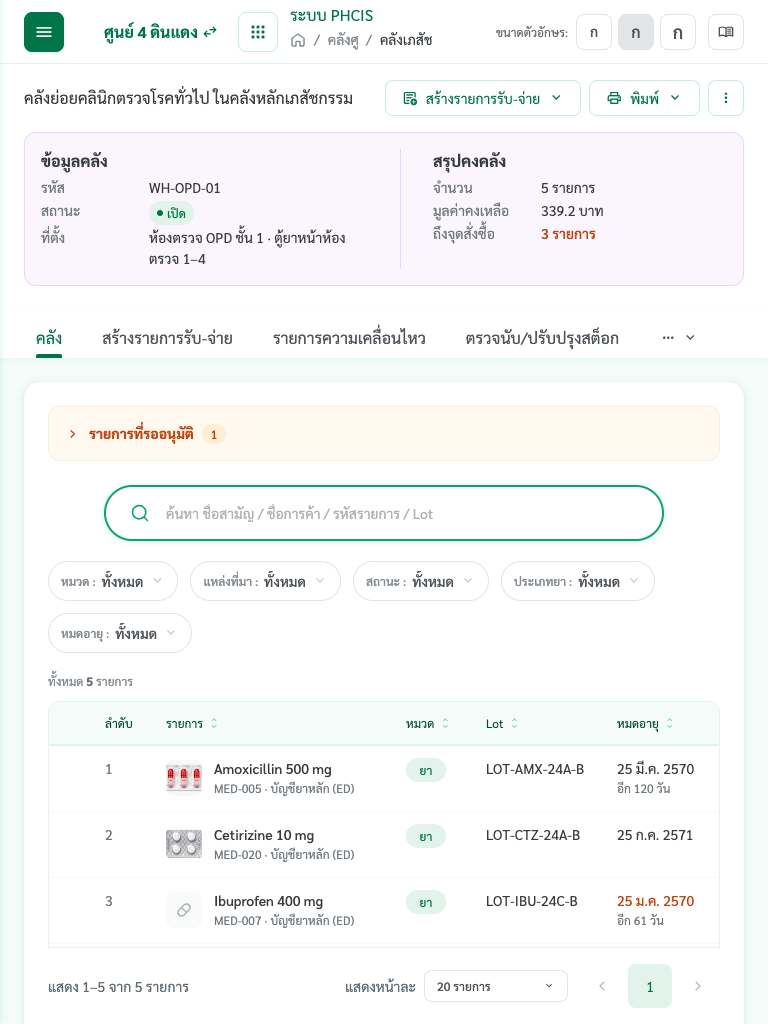 ศูนย์ 4 ดินแดง
ระบบ PHCIS
/ คลังคู / คลังเภสัช
ขนาดตัวอักษร: ก ก ก
คลังย่อยคลินิกตรวจโรคทั่วไป ในคลังหลักเภสัชกรรม
สร้างรายการรับ-จ่าย
พิมพ์
ข้อมูลคลัง
รหัส WH-OPD-01
สถานะ เปิด
ที่ตั้ง ห้องตรวจ OPD ชั้น 1 · ตู้ยาหน้าห้อง
ตรวจ 1–4
สรุปคงคลัง
จำนวน 5 รายการ
มูลค่าคงเหลือ 339.2 บาท
ถึงจุดสั่งซื้อ 3 รายการ
คลัง สร้างรายการรับ-จ่าย รายการความเคลื่อนไหว ตรวจนับ/ปรับปรุงสต็อก ···
รายการที่รออนุมัติ 1
ค้นหา ชื่อสามัญ / ชื่อการค้า / รหัสรายการ / Lot
หมวด : ทั้งหมด แหล่งที่มา : ทั้งหมด สถานะ : ทั้งหมด ประเภทยา : ทั้งหมด
หมดอายุ : ทั้งหมด
ทั้งหมด 5 รายการ
ลำดับ รายการ หมวด Lot หมดอายุ
1 Amoxicillin 500 mg ยา LOT-AMX-24A-B 25 มี.ค. 2570
MED-005 · บัญชียาหลัก (ED) อีก 120 วัน
2 Cetirizine 10 mg ยา LOT-CTZ-24A-B 25 ก.ค. 2571
MED-020 · บัญชียาหลัก (ED)
3 Ibuprofen 400 mg ยา LOT-IBU-24C-B 25 ม.ค. 2570
MED-007 · บัญชียาหลัก (ED) อีก 61 วัน
แสดง 1–5 จาก 5 รายการ แสดงหน้าละ 20 รายการ 1